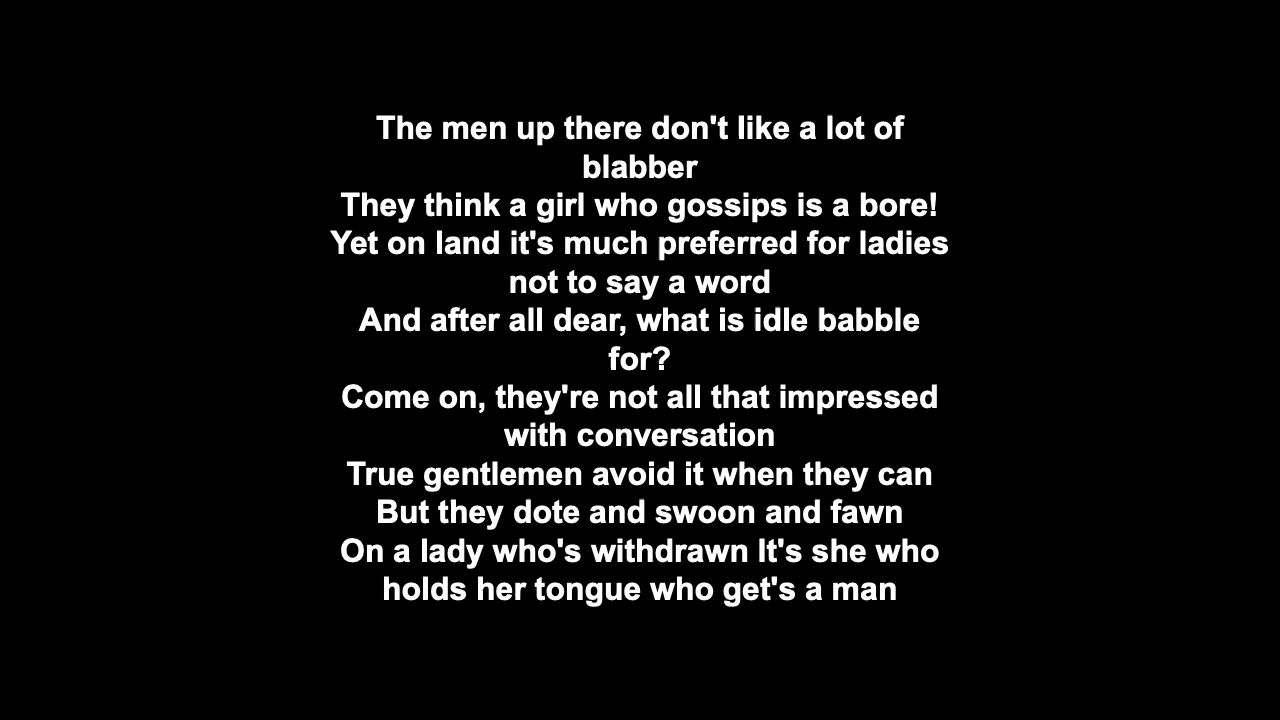 The men up there don't like a lot of
blabber
They think a girl who gossips is a bore!
Yet on land it's much preferred for ladies
not to say a word
And after all dear, what is idle babble
for?
Come on, they're not all that impressed
with conversation
True gentlemen avoid it when they can
But they dote and swoon and fawn
On a lady who's withdrawn It's she who
holds her tongue who get's a man